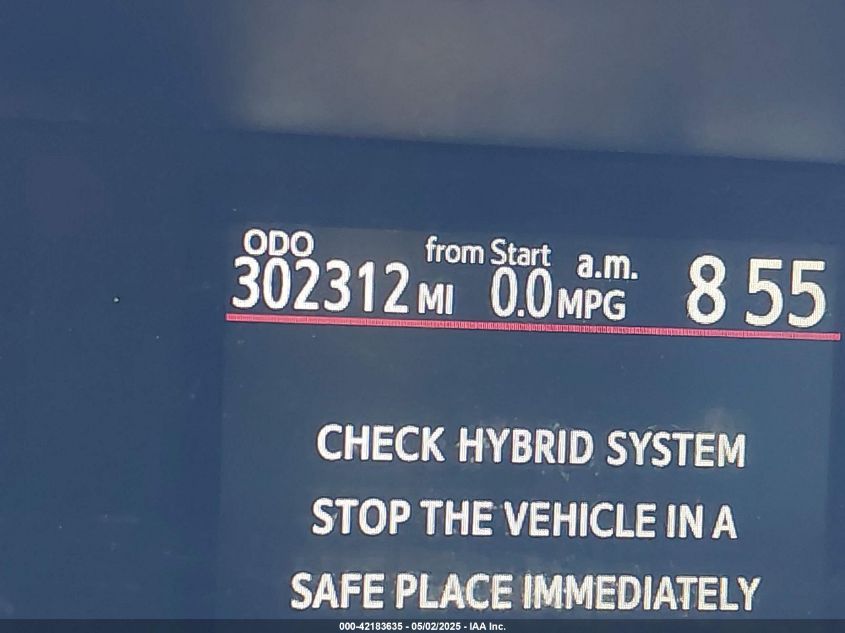 ODO from Start a.m. 8 55
302312 MI 0.0 MPG
CHECK HYBRID SYSTEM
STOP THE VEHICLE IN A
SAFE PLACE IMMEDIATELY
000-42183635 - 05/02/2025 - IAA Inc.